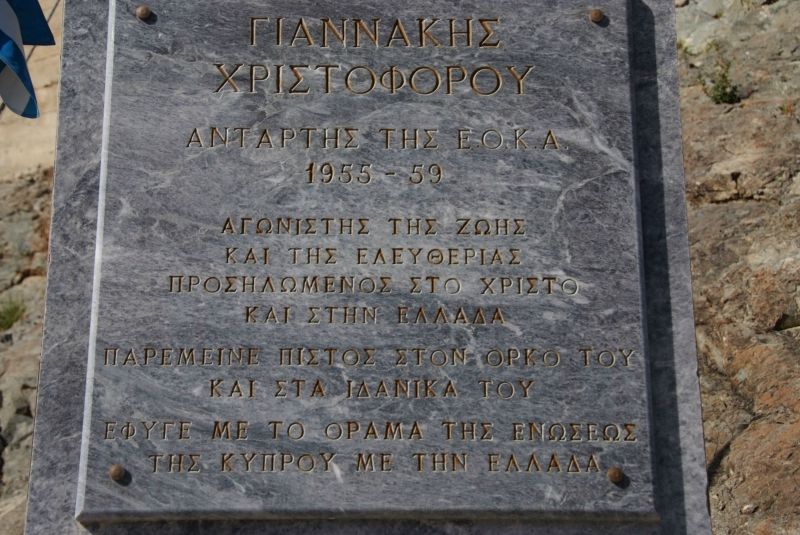 ΓΙΑΝΝΑΚΗΣ
ΧΡΙΣΤΟΦΟΡΟΥ
ΑΝΤΑΡΤΗΣ ΤΗΣ Ε.Ο.Κ.Α.
1955 - 59
ΑΓΩΝΙΣΤΗΣ ΤΗΣ ΖΩΗΣ
ΚΑΙ ΤΗΣ ΕΛΕΥΘΕΡΙΑΣ
ΠΡΟΣΗΛΩΜΕΝΟΣ ΣΤΟ ΧΡΙΣΤΟ
ΚΑΙ ΣΤΗΝ ΕΛΛΑΔΑ
ΠΑΡΕΜΕΙΝΕ ΠΙΣΤΟΣ ΣΤΟΝ ΟΡΚΟ ΤΟΥ
ΚΑΙ ΣΤΑ ΙΔΑΝΙΚΑ ΤΟΥ
ΕΦΥΓΕ ΜΕ ΤΟ ΟΡΑΜΑ ΤΗΣ ΕΝΩΣΕΩΣ
ΤΗΣ ΚΥΠΡΟΥ ΜΕ ΤΗΝ ΕΛΛΑΔΑ